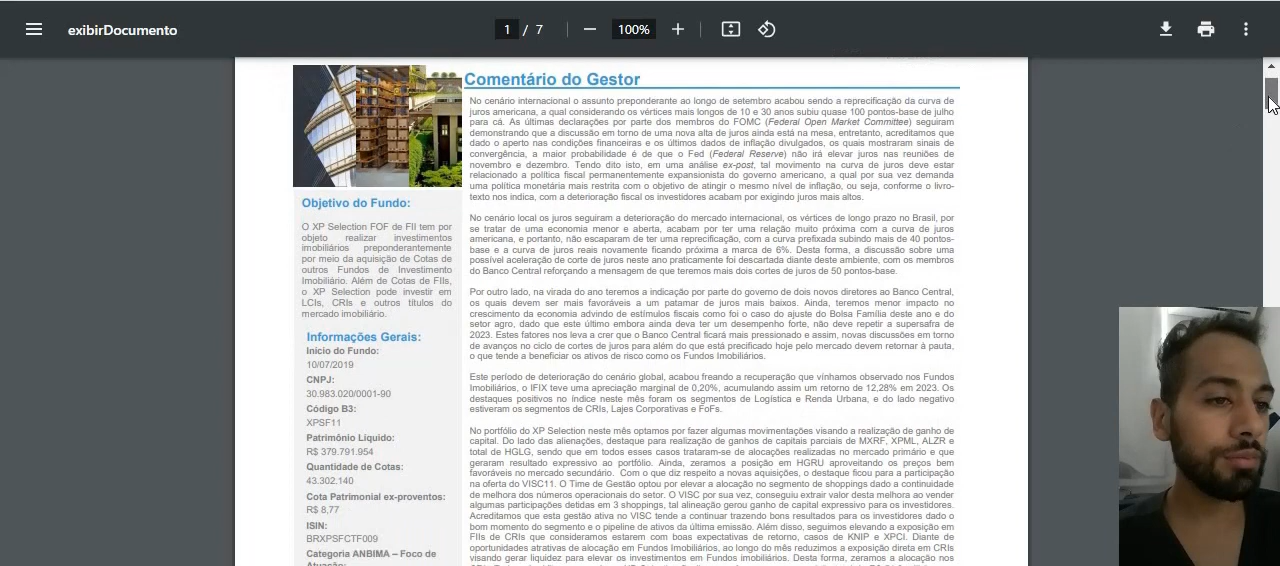 exibirDocumento
1 / 7
100%
Comentário do Gestor
No cenário internacional o assunto preponderante ao longo de setembro acabou sendo a reprecificação da curva de
juros americana, a qual considerando os vértices mais longos de 10 e 30 anos subiu quase 100 pontos-base de julho
para cá. As últimas declarações por parte dos membros do FOMC (Federal Open Market Committee) seguiram
demonstrando que a discussão em torno de uma nova alta de juros ainda está na mesa, entretanto, acreditamos que
dado o aperto nas condições financeiras e os últimos dados de inflação divulgados, os quais mostraram sinais de
convergência, a maior probabilidade é de que o Fed (Federal Reserve) não irá elevar juros nas reuniões de
novembro e dezembro. Tendo dito isto, em uma análise ex-post, tal movimento na curva de juros deve estar
relacionado a política fiscal permanentemente expansionista do governo americano, a qual por sua vez demanda
uma política monetária mais restrita com o objetivo de atingir o mesmo nível de inflação, ou seja, conforme o livro-
texto nos indica, com a deterioração fiscal os investidores acabam por exigindo juros mais altos.
No cenário local os juros seguiram a deterioração do mercado internacional, os vértices de longo prazo no Brasil, por
se tratar de uma economia menor e aberta, acabam por ter uma relação muito próxima com a curva de juros
americana, e portanto, não escaparam de ter uma reprecificação, com a curva prefixada subindo mais de 40 pontos-
base e a curva de juros reais novamente ficando próxima a marca de 6%. Desta forma, a discussão sobre uma
possível aceleração de corte de juros neste ano praticamente foi descartada diante deste ambiente, com os membros
do Banco Central reforçando a mensagem de que teremos mais dois cortes de juros de 50 pontos-base.
Por outro lado, na virada do ano teremos a indicação por parte do governo de dois novos diretores ao Banco Central,
os quais devem ser mais favoráveis a um patamar de juros mais baixos. Ainda, teremos menor impacto no
crescimento da economia advindo de estímulos fiscais como foi o caso do ajuste do Bolsa Família deste ano e do
setor agro, dado que este último embora ainda deva ter um desempenho forte, não deve repetir a supersafra de
2023. Estes fatores nos leva a crer que o Banco Central ficará mais pressionado e assim, novas discussões em torno
de avanços no ciclo de cortes de juros para além do que está precificado hoje pelo mercado devem retornar à pauta,
o que tende a beneficiar os ativos de risco como os Fundos Imobiliários.
Este período de deterioração do cenário global, acabou freando a recuperação que vínhamos observado nos Fundos
Imobiliários, o IFIX teve uma apreciação marginal de 0,20%, acumulando assim um retorno de 12,28% em 2023. Os
destaques positivos no índice neste mês foram os segmentos de Logística e Renda Urbana, e do lado negativo
estiveram os segmentos de CRIs, Lajes Corporativas e FoFs.
No portfólio do XP Selection neste mês optamos por fazer algumas movimentações visando a realização de ganho de
capital. Do lado das alienações, destaque para realização de ganhos de capitais parciais de MXRF, XPML, ALZR e
total de HGLG, sendo que em todos esses casos trataram-se de alocações realizadas no mercado primário e que
geraram resultado expressivo ao portfólio. Ainda, zeramos a posição em HGRU aproveitando os preços bem
favoráveis no mercado secundário. Com o que diz respeito a novas aquisições, o destaque ficou para a participação
na oferta do VISC11. O Time de Gestão optou por elevar a alocação no segmento de shoppings dado a continuidade
de melhora dos números operacionais do setor. O VISC por sua vez, conseguiu extrair valor desta melhora ao vender
algumas participações detidas em 3 shoppings, tal alineação gerou ganho de capital expressivo para os investidores.
Acreditamos que esta gestão ativa no VISC tende a continuar trazendo bons resultados para os investidores dado o
bom momento do segmento e o pipeline de ativos da última emissão. Além disso, seguimos elevando a exposição em
FIIs de CRIs que consideramos estarem com boas expectativas de retorno, casos de KNIP e XPCI. Diante de
oportunidades atrativas de alocação em Fundos Imobiliários, ao longo do mês reduzimos a exposição direta em CRIs
visando gerar liquidez para elevar os investimentos em Fundos imobiliários. Desta forma, zeramos a alocação nos
Objetivo do Fundo:
O XP Selection FOF de FII tem por
objeto realizar investimentos
imobiliários preponderantemente
por meio da aquisição de Cotas de
outros Fundos de Investimento
Imobiliário. Além de Cotas de FIIs,
o XP Selection pode investir em
LCIs, CRIs e outros títulos do
mercado imobiliário.
Informações Gerais:
Início do Fundo:
10/07/2019
CNPJ:
30.983.020/0001-90
Código B3:
XPSF11
Patrimônio Líquido:
R$ 379.791.954
Quantidade de Cotas:
43.302.140
Cota Patrimonial ex-proventos:
R$ 8,77
ISIN:
BRXPSFCTF009
Categoria ANBIMA – Foco de
Atuação: